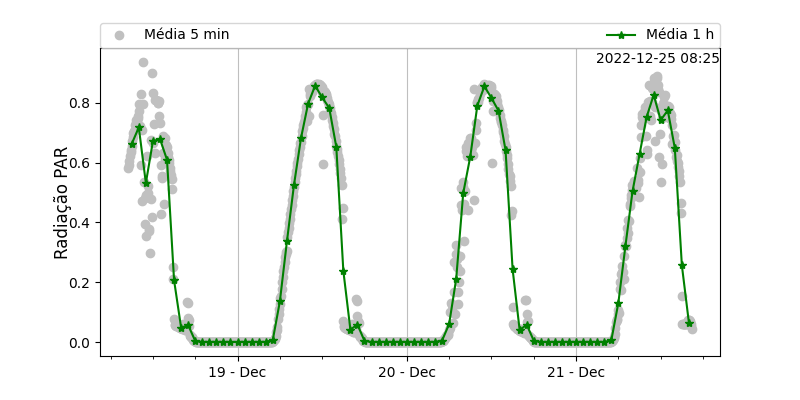 Média 5 min
Média 1 h
2022-12-25 08:25
Radiação PAR
0.8
0.6
0.4
0.2
0.0
19 - Dec
20 - Dec
21 - Dec